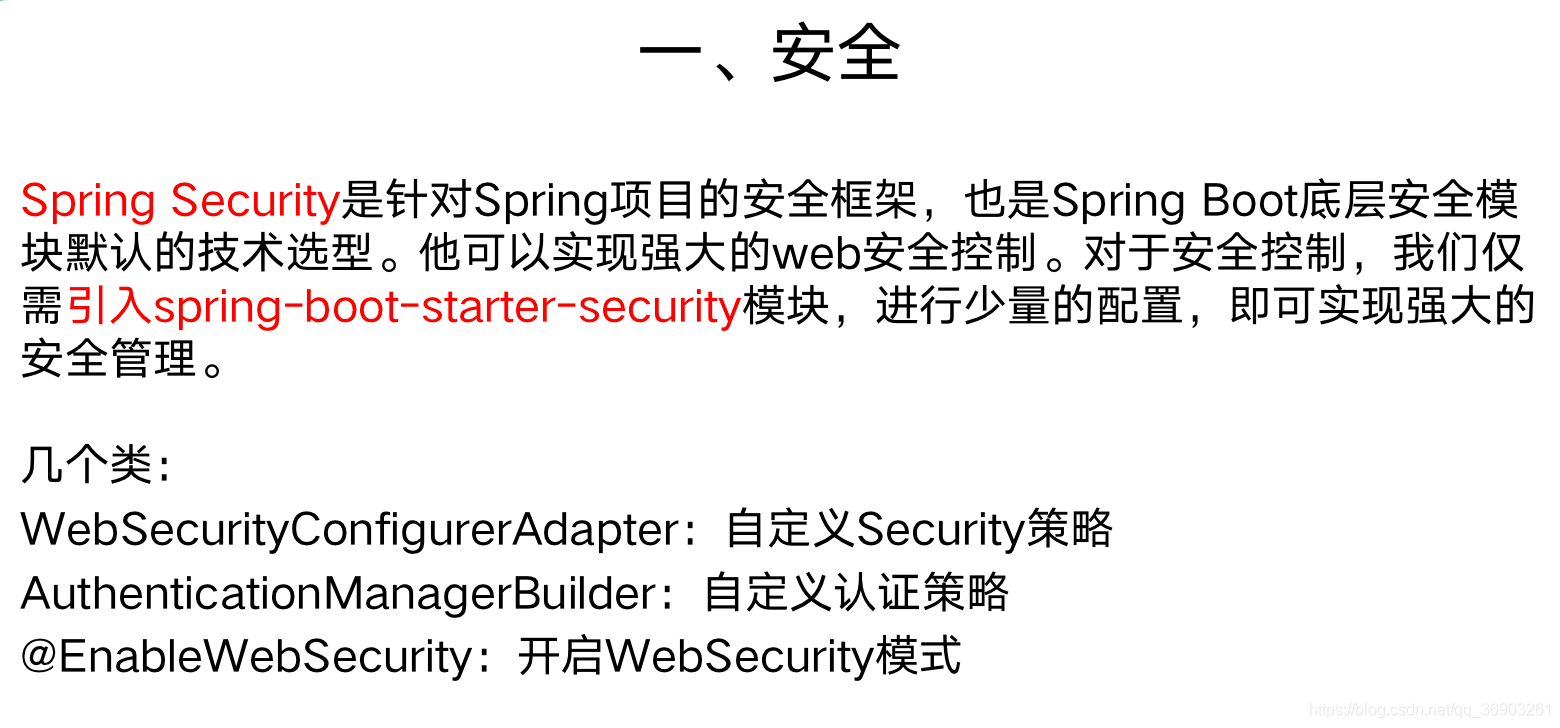 一、安全
Spring Security是针对Spring项目的安全框架，也是Spring Boot底层安全模
块默认的技术选型。他可以实现强大的web安全控制。对于安全控制，我们仅
需引入spring-boot-starter-security模块，进行少量的配置，即可实现强大的
安全管理。
几个类：
WebSecurityConfigurerAdapter：自定义Security策略
AuthenticationManagerBuilder：自定义认证策略
@EnableWebSecurity：开启WebSecurity模式
https://blog.csdn.net/qq_36903261